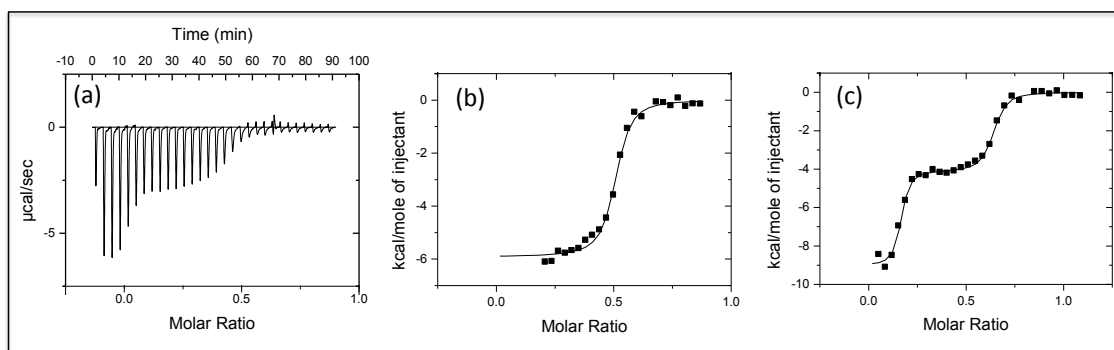 Time (min)
-10 0 10 20 30 40 50 60 70 80 90 100
(a)
0
-5
µcal/sec
0.0 0.5 1.0
Molar Ratio
(b)
0
-2
-4
-6
kcal/mole of injectant
0.0 0.5 1.0
Molar Ratio
(c)
0
-2
-4
-6
-8
-10
kcal/mole of injectant
0.0 0.5 1.0
Molar Ratio